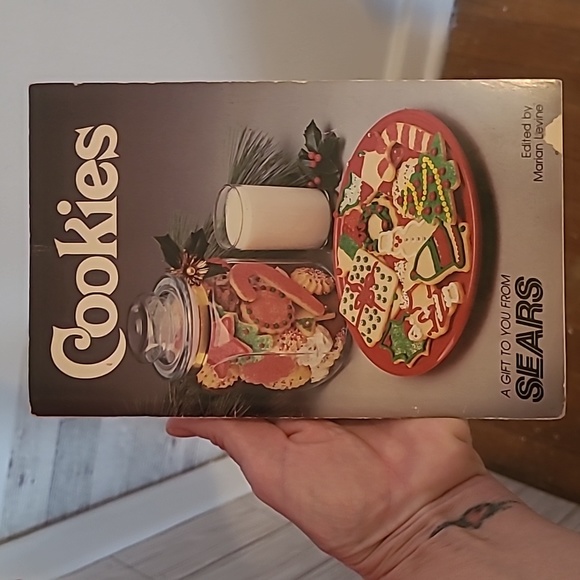 Cookies
A GIFT TO YOU FROM
SEARS
Edited by
Marian Levine